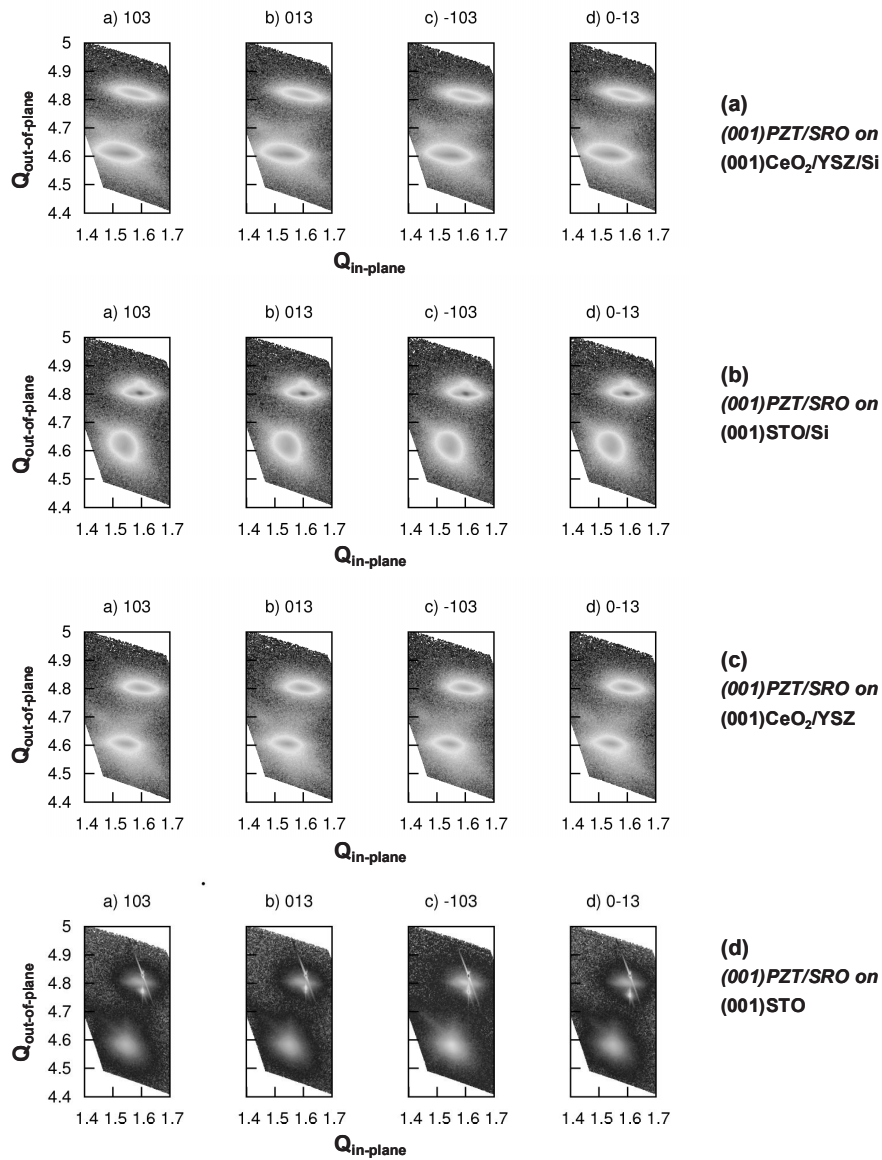 a) 103 b) 013 c) -103 d) 0-13
5
4.9
4.8
4.7
4.6
4.5
4.4
Qout-of-plane
1.4 1.5 1.6 1.7 1.4 1.5 1.6 1.7 1.4 1.5 1.6 1.7 1.4 1.5 1.6 1.7
Qin-plane
(a)
(001)PZT/SRO on
(001)CeO2/YSZ/Si
a) 103 b) 013 c) -103 d) 0-13
5
4.9
4.8
4.7
4.6
4.5
4.4
Qout-of-plane
1.4 1.5 1.6 1.7 1.4 1.5 1.6 1.7 1.4 1.5 1.6 1.7 1.4 1.5 1.6 1.7
Qin-plane
(b)
(001)PZT/SRO on
(001)STO/Si
a) 103 b) 013 c) -103 d) 0-13
5
4.9
4.8
4.7
4.6
4.5
4.4
Qout-of-plane
1.4 1.5 1.6 1.7 1.4 1.5 1.6 1.7 1.4 1.5 1.6 1.7 1.4 1.5 1.6 1.7
Qin-plane
(c)
(001)PZT/SRO on
(001)CeO2/YSZ
a) 103 b) 013 c) -103 d) 0-13
5
4.9
4.8
4.7
4.6
4.5
4.4
Qout-of-plane
1.4 1.5 1.6 1.7 1.4 1.5 1.6 1.7 1.4 1.5 1.6 1.7 1.4 1.5 1.6 1.7
Qin-plane
(d)
(001)PZT/SRO on
(001)STO